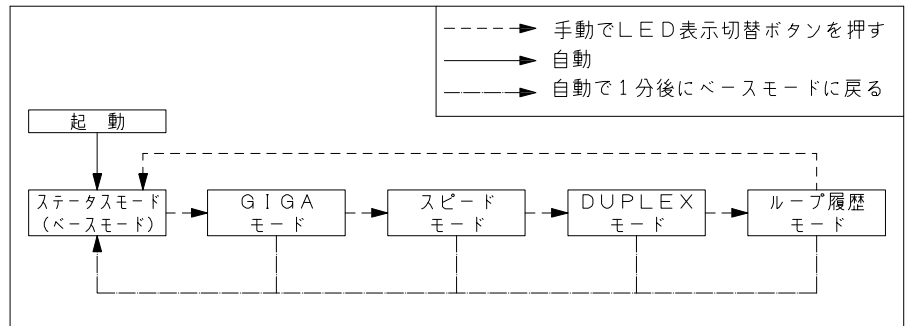 手動でLED表示切替ボタンを押す
自動
自動で1分後にベースモードに戻る
起 動
ステータスモード
(ベースモード)
GIGA
モード
スピード
モード
DUPLEX
モード
ループ履歴
モード